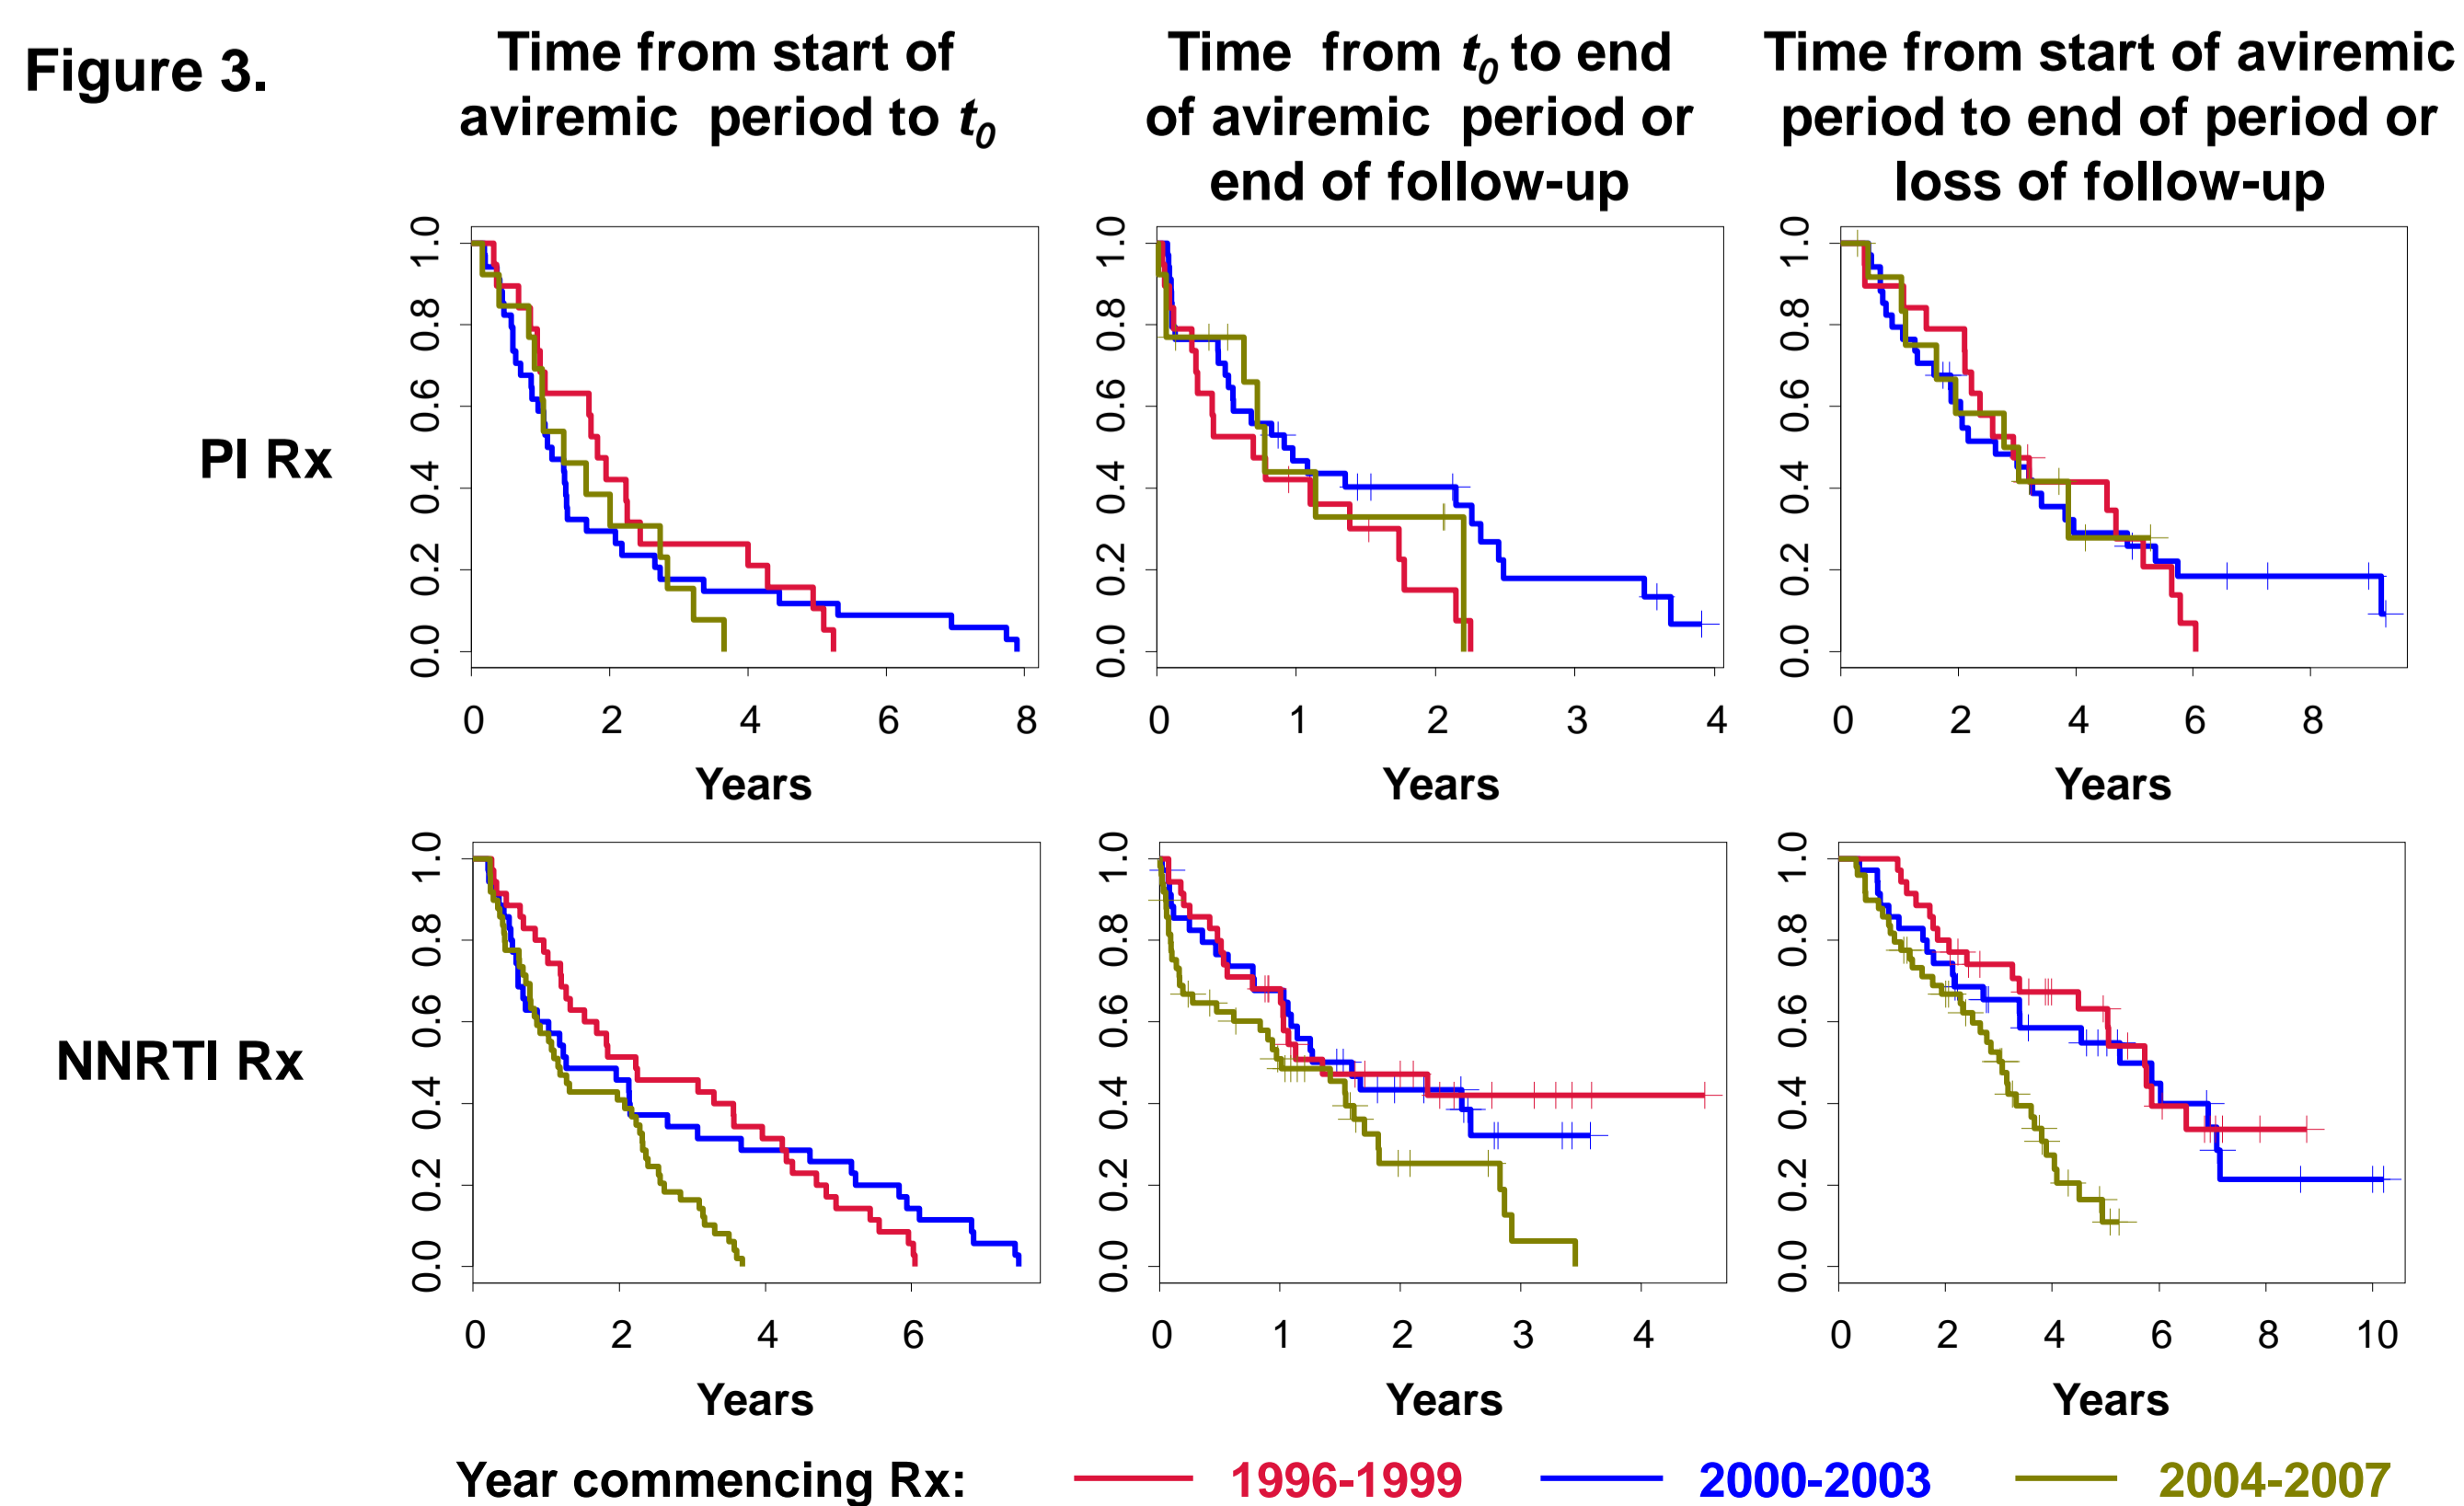 Figure 3.
Time from start of
aviremic period to t0
Time from t0 to end
of aviremic period or
end of follow-up
Time from start of aviremic
period to end of period or
loss of follow-up
PI Rx
1.0
0.8
0.6
0.4
0.2
0.0
0 2 4 6 8
Years
1.0
0.8
0.6
0.4
0.2
0.0
0 1 2 3 4
Years
1.0
0.8
0.6
0.4
0.2
0.0
0 2 4 6 8
Years
NNRTI Rx
1.0
0.8
0.6
0.4
0.2
0.0
0 2 4 6
Years
1.0
0.8
0.6
0.4
0.2
0.0
0 1 2 3 4
Years
1.0
0.8
0.6
0.4
0.2
0.0
0 2 4 6 8 10
Years
Year commencing Rx: 1996-1999 2000-2003 2004-2007